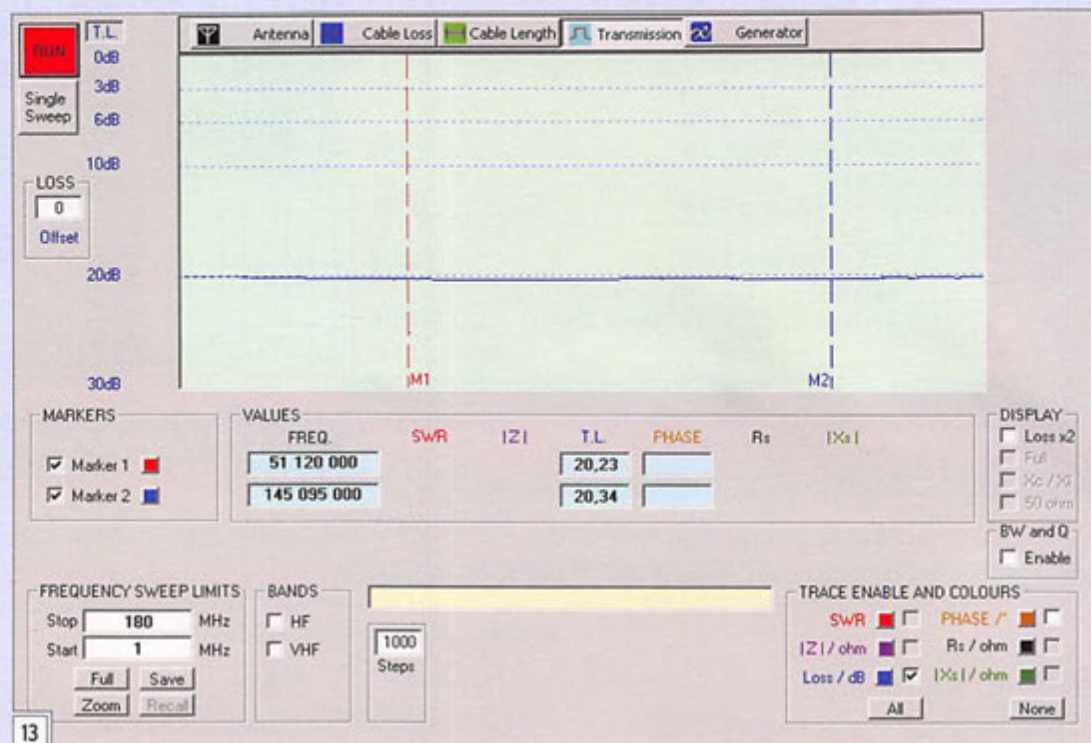 RUN
Single
Sweep
T.L.
0dB
3dB
6dB
10dB
20dB
30dB
Antenna
Cable Loss
Cable Length
Transmission
Generator
LOSS
0
Offset
M1
M2
MARKERS
Marker 1
Marker 2
VALUES
FREQ. SWR |Z| T.L. PHASE Rs |Xs|
51 120 000 20,23
145 095 000 20,34
DISPLAY
Loss x2
Full
Xc / Xl
50 ohm
BW and Q
Enable
FREQUENCY SWEEP LIMITS
Stop 180 MHz
Start 1 MHz
Full Save
Zoom Recall
BANDS
HF
VHF
1000
Steps
TRACE ENABLE AND COLOURS
SWR PHASE /°
|Z| / ohm Rs / ohm
Loss / dB |Xs| / ohm
All None
13